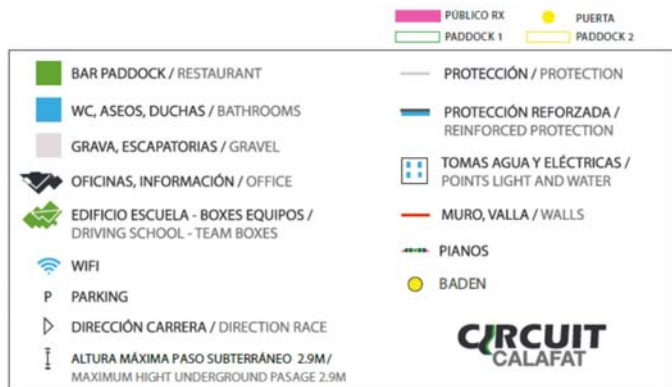 PÚBLICO RX
PUERTA
PADDOCK 1
PADDOCK 2
BAR PADDOCK / RESTAURANT
WC, ASEOS, DUCHAS / BATHROOMS
GRAVA, ESCAPATORIAS / GRAVEL
OFICINAS, INFORMACIÓN / OFFICE
EDIFICIO ESCUELA - BOXES EQUIPOS /
DRIVING SCHOOL - TEAM BOXES
WIFI
P PARKING
DIRECCIÓN CARRERA / DIRECTION RACE
ALTURA MÁXIMA PASO SUBTERRÁNEO 2.9M /
MAXIMUM HIGHT UNDERGROUND PASAGE 2.9M
PROTECCIÓN / PROTECTION
PROTECCIÓN REFORZADA /
REINFORCED PROTECTION
TOMAS AGUA Y ELÉCTRICAS /
POINTS LIGHT AND WATER
MURO, VALLA / WALLS
PIANOS
BADEN
CIRCUIT
CALAFAT